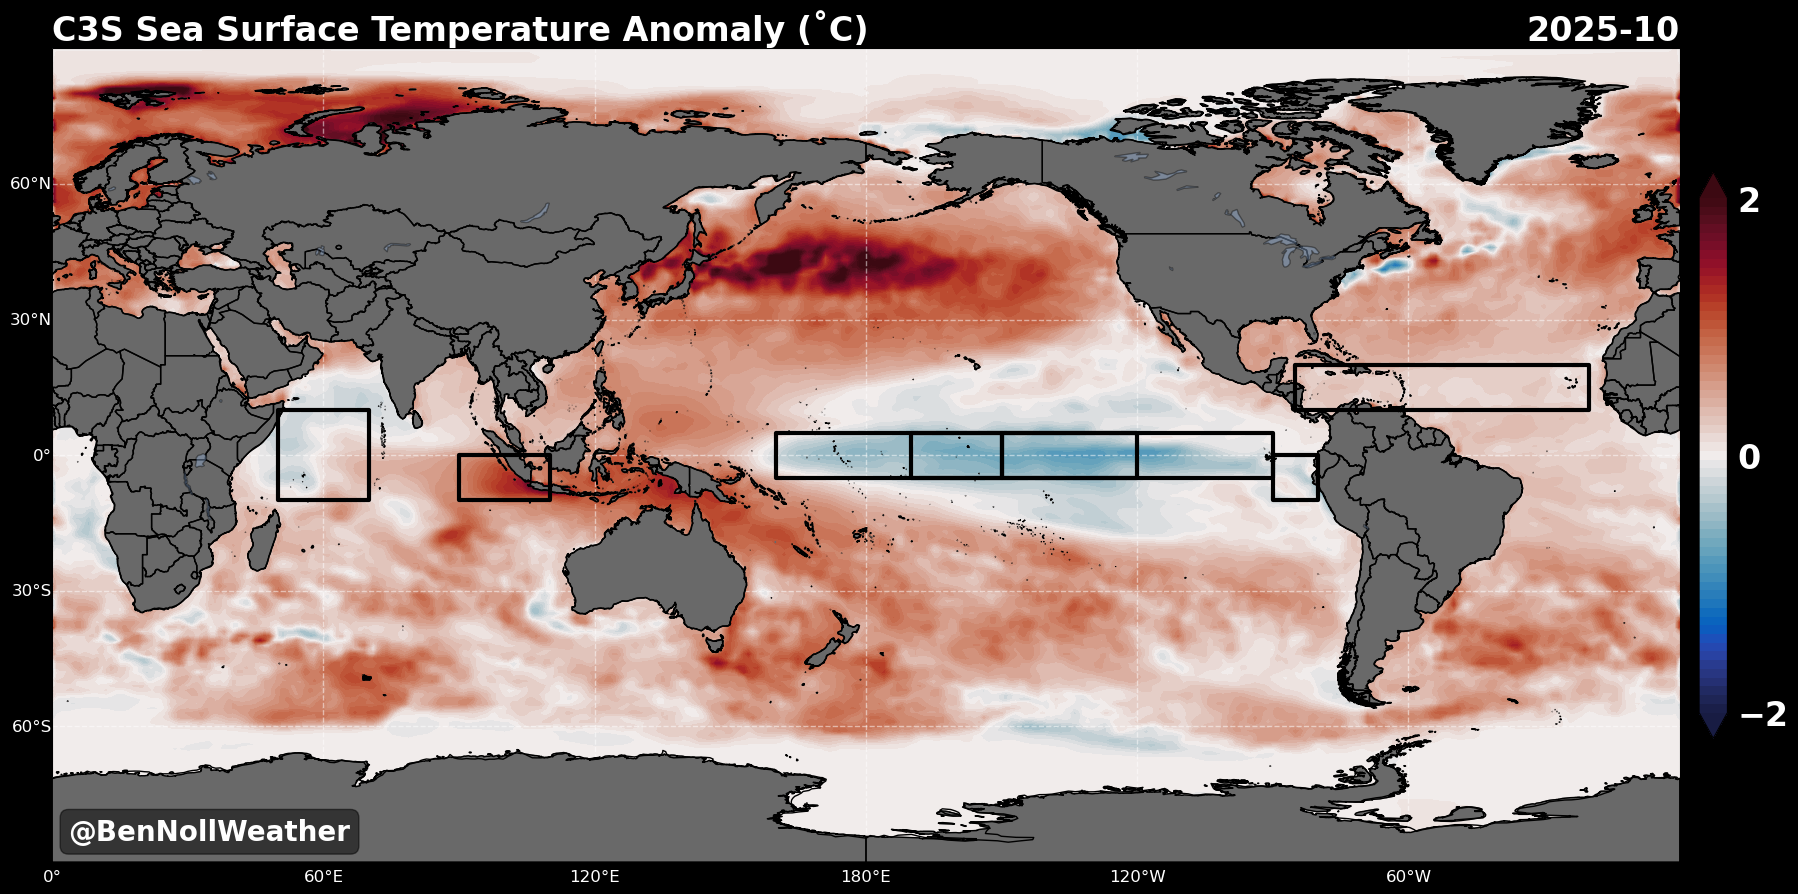 C3S Sea Surface Temperature Anomaly (˚C)
2025-10
60°N
30°N
0°
30°S
60°S
2
0
−2
@BenNollWeather
0°
60°E
120°E
180°E
120°W
60°W